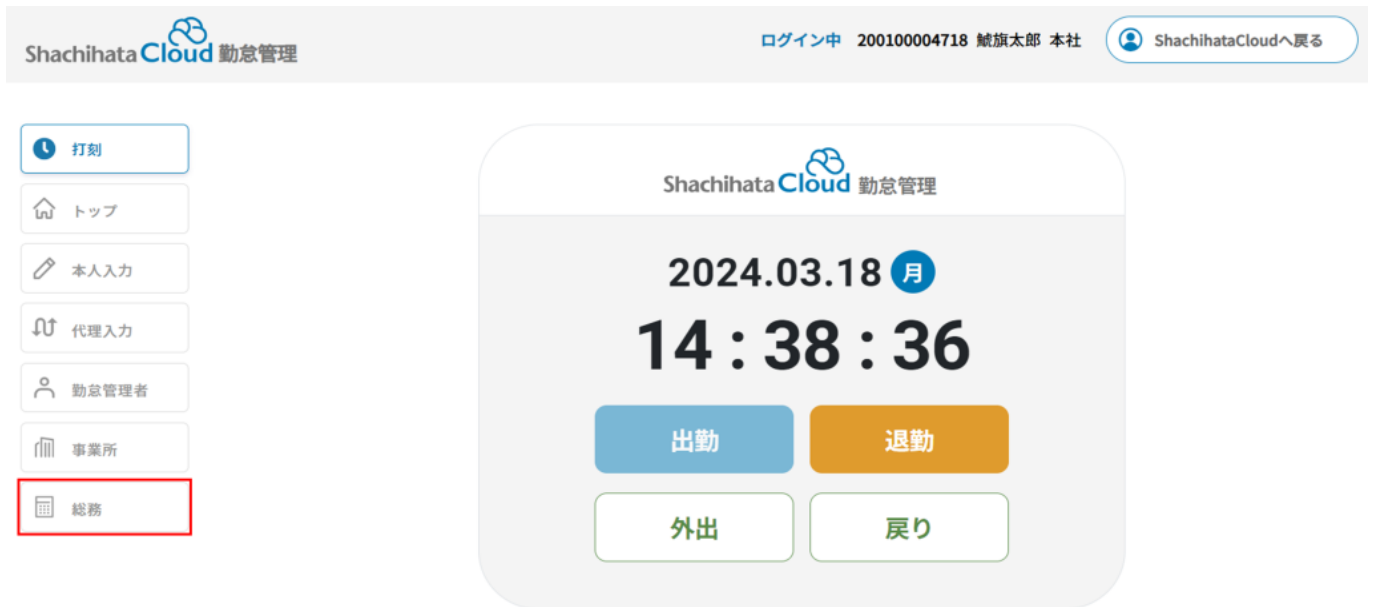 Shachihata Cloud 勤怠管理
ログイン中 200100004718 鯱旗太郎 本社
ShachihataCloudへ戻る
打刻
トップ
本人入力
代理入力
勤怠管理者
事業所
総務
Shachihata Cloud 勤怠管理
2024.03.18 月
14 : 38 : 36
出勤
退勤
外出
戻り